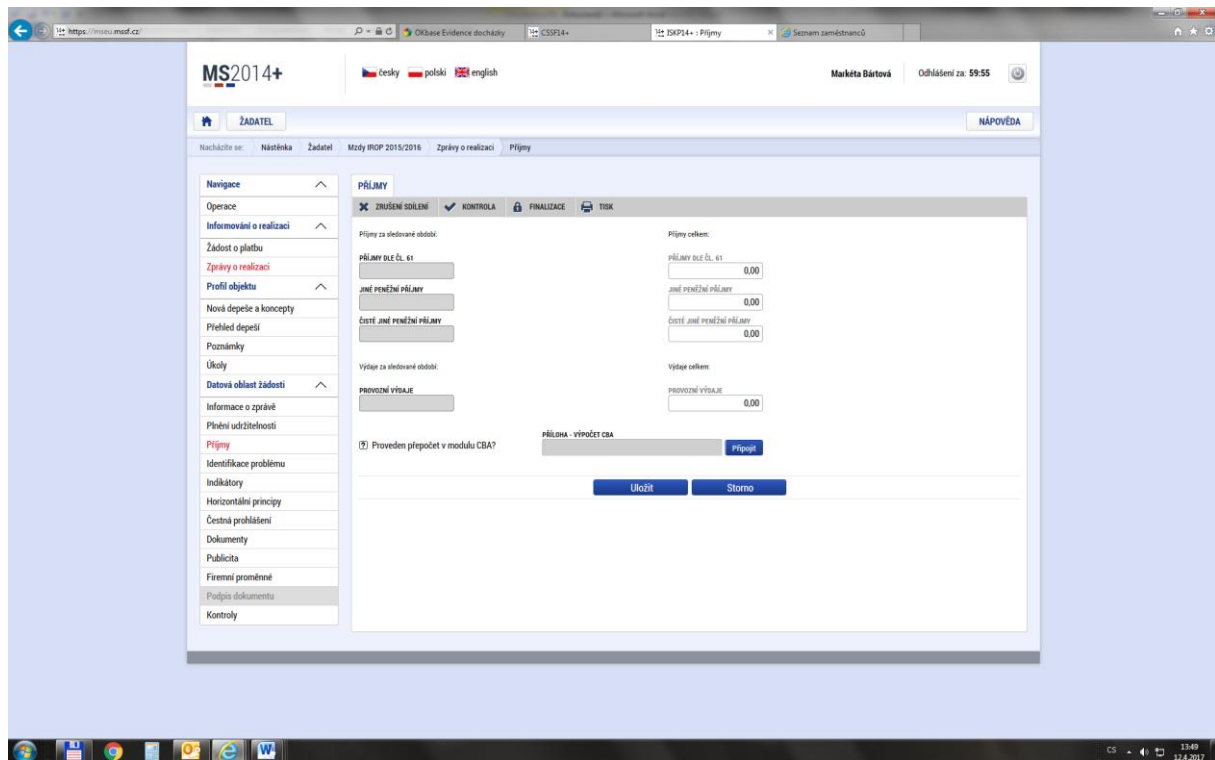 https://mseu.mssf.cz/
OKbase Evidence docházky
CSSF14+
ISKP14+ : Příjmy
Seznam zaměstnanců
MS2014+
česky polski english
Markéta Bártová
Odhlášení za: 59:55
ŽADATEL
NÁPOVĚDA
Nacházíte se: Nástěnka Žadatel Mzdy IROP 2015/2016 Zprávy o realizaci Příjmy
Navigace
Operace
Informování o realizaci
Žádost o platbu
Zprávy o realizaci
Profil objektu
Nová depeše a koncepty
Přehled depeší
Poznámky
Úkoly
Datová oblast žádosti
Informace o zprávě
Plnění udržitelnosti
Příjmy
Identifikace problému
Indikátory
Horizontální principy
Čestná prohlášení
Dokumenty
Publicita
Firemní proměnné
Podpis dokumentu
Kontroly
PŘÍJMY
ZRUŠENÍ SDÍLENÍ KONTROLA FINALIZACE TISK
Příjmy za sledované období:
Příjmy celkem:
PŘÍJMY DLE ČL. 61
PŘÍJMY DLE ČL. 61
0,00
JINÉ PENĚŽNÍ PŘÍJMY
JINÉ PENĚŽNÍ PŘÍJMY
0,00
ČISTÉ JINÉ PENĚŽNÍ PŘÍJMY
ČISTÉ JINÉ PENĚŽNÍ PŘÍJMY
0,00
Výdaje za sledované období:
Výdaje celkem:
PROVOZNÍ VÝDAJE
PROVOZNÍ VÝDAJE
0,00
PŘÍLOHA - VÝPOČET CBA
? Proveden přepočet v modulu CBA?
Připojit
Uložit Storno
CS
13:49
12.4.2017